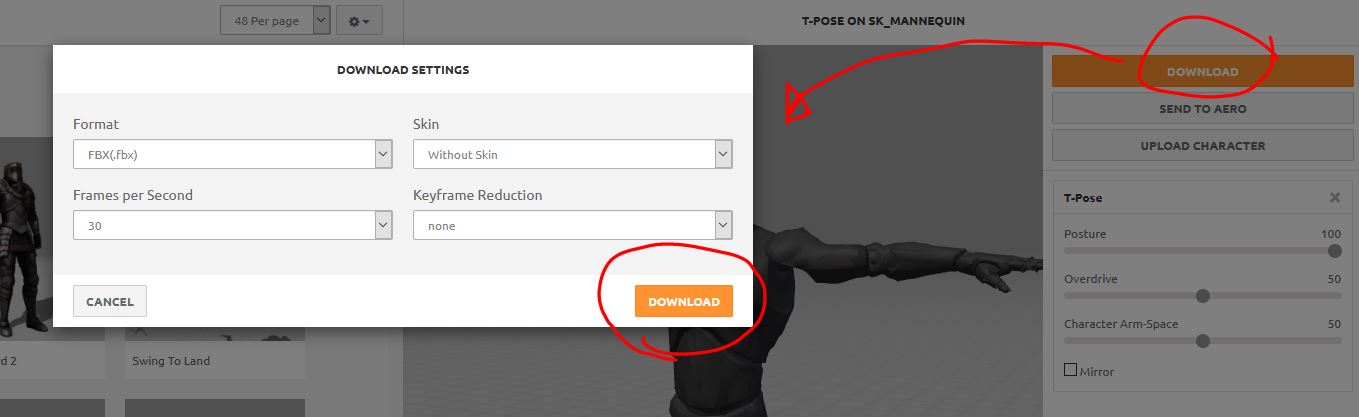 48 Per page
T-POSE ON SK_MANNEQUIN
DOWNLOAD SETTINGS
Format
Skin
FBX(.fbx)
Without Skin
Frames per Second
Keyframe Reduction
30
none
CANCEL
DOWNLOAD
DOWNLOAD
SEND TO AERO
UPLOAD CHARACTER
T-Pose
Posture 100
Overdrive 50
Character Arm-Space 50
Mirror
rd 2
Swing To Land